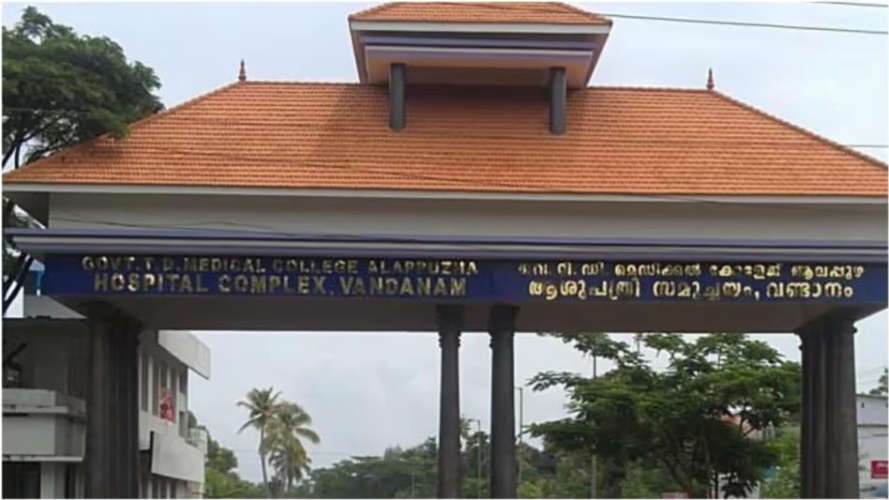 GOVT. T. D. MEDICAL COLLEGE ALAPPUZHA
HOSPITAL COMPLEX, VANDANAM
ഗവ. റ്റി. ഡി. മെഡിക്കൽ കോളേജ് ആലപ്പുഴ
ആശുപത്രി സമുച്ചയം, വണ്ടാനം